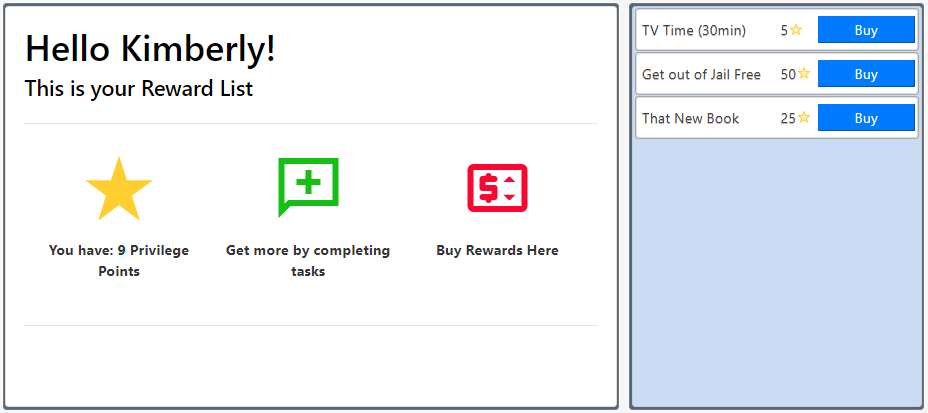 Hello Kimberly!
This is your Reward List
You have: 9 Privilege
Points
Get more by completing
tasks
Buy Rewards Here
TV Time (30min) 5 Buy
Get out of Jail Free 50 Buy
That New Book 25 Buy